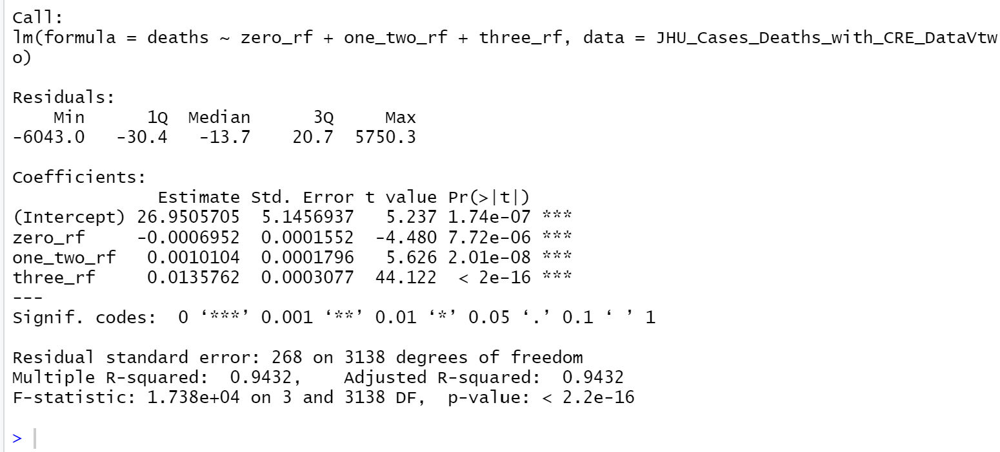 Call:
lm(formula = deaths ~ zero_rf + one_two_rf + three_rf, data = JHU_Cases_Deaths_with_CRE_DataVtw
o)
Residuals:
    Min      1Q  Median      3Q     Max
-6043.0   -30.4   -13.7    20.7  5750.3
Coefficients:
              Estimate Std. Error t value Pr(>|t|)
(Intercept) 26.9505705  5.1456937   5.237 1.74e-07 ***
zero_rf     -0.0006952  0.0001552  -4.480 7.72e-06 ***
one_two_rf   0.0010104  0.0001796   5.626 2.01e-08 ***
three_rf     0.0135762  0.0003077  44.122  < 2e-16 ***
---
Signif. codes:  0 ‘***’ 0.001 ‘**’ 0.01 ‘*’ 0.05 ‘.’ 0.1 ‘ ’ 1
Residual standard error: 268 on 3138 degrees of freedom
Multiple R-squared:  0.9432,    Adjusted R-squared:  0.9432
F-statistic: 1.738e+04 on 3 and 3138 DF,  p-value: < 2.2e-16
>